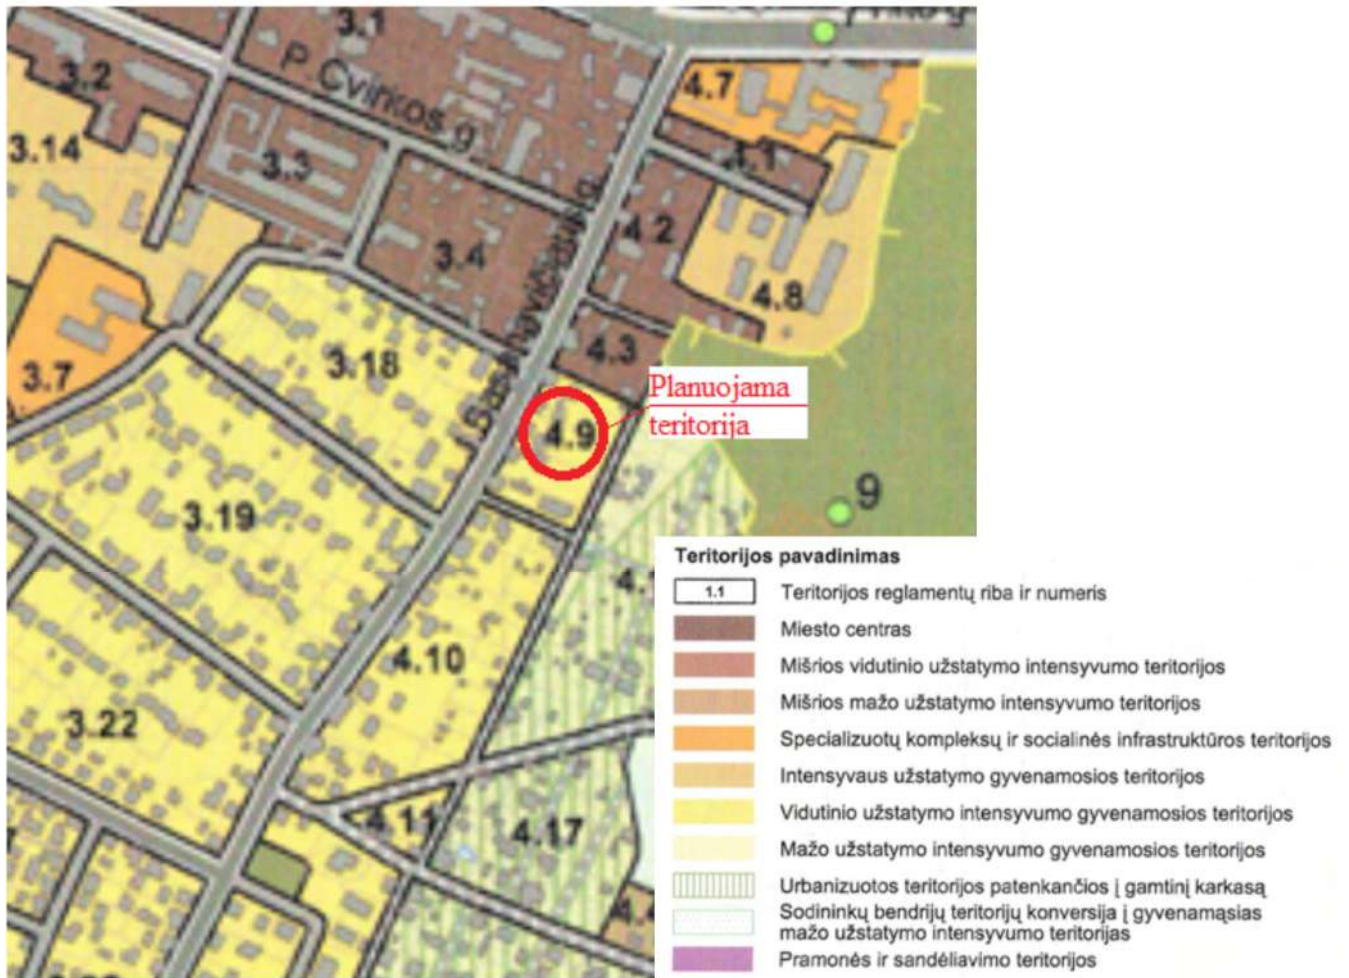 3.1
3.2
P. Cvirkos g.
4.7
3.14
3.3
4.1
4.2
3.4
4.8
4.3
3.18
3.7
Planuojama
teritorija
4.9
9
3.19
4.10
3.22
4.11
4.17
Teritorijos pavadinimas
1.1 Teritorijos reglamentų riba ir numeris
Miesto centras
Mišrios vidutinio užstatymo intensyvumo teritorijos
Mišrios mažo užstatymo intensyvumo teritorijos
Specializuotų kompleksų ir socialinės infrastruktūros teritorijos
Intensyvaus užstatymo gyvenamosios teritorijos
Vidutinio užstatymo intensyvumo gyvenamosios teritorijos
Mažo užstatymo intensyvumo gyvenamosios teritorijos
Urbanizuotos teritorijos patenkančios į gamtinį karkasą
Sodininkų bendrijų teritorijų konversija į gyvenamąsias
mažo užstatymo intensyvumo teritorijas
Pramonės ir sandėliavimo teritorijos